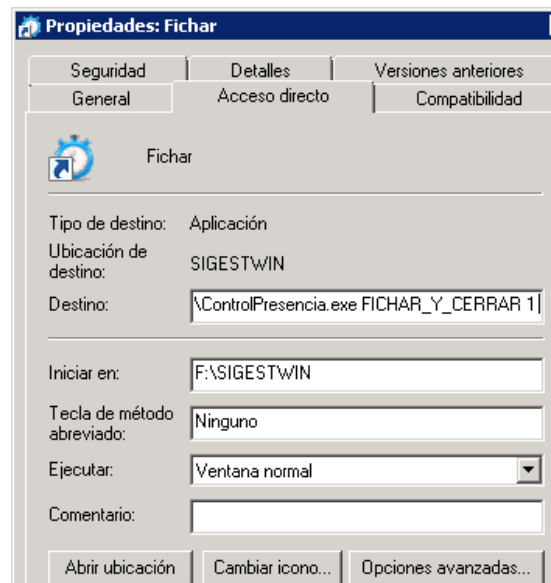 Propiedades: Fichar
Seguridad Detalles Versiones anteriores
General Acceso directo Compatibilidad
Fichar
Tipo de destino: Aplicación
Ubicación de
destino: SIGESTWIN
Destino: \ControlPresencia.exe FICHAR_Y_CERRAR 1
Iniciar en: F:\SIGESTWIN
Tecla de método
abreviado: Ninguno
Ejecutar: Ventana normal
Comentario:
Abrir ubicación Cambiar icono... Opciones avanzadas...